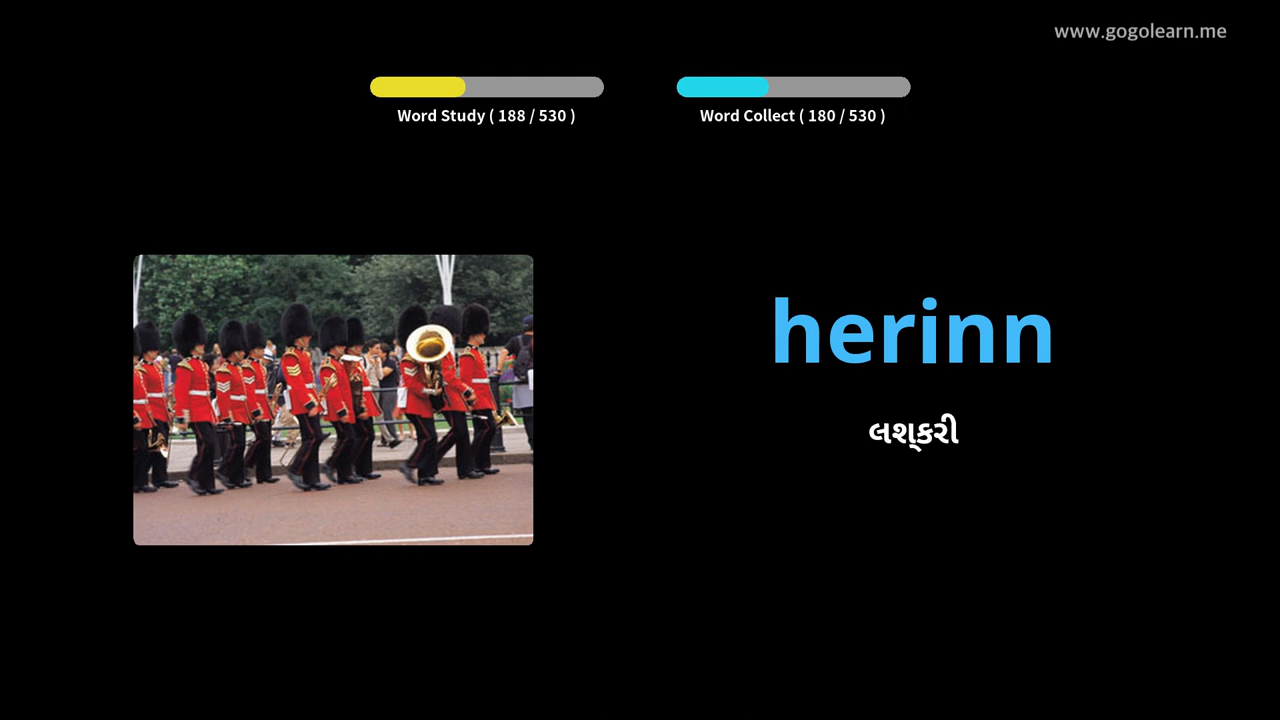 www.gogolearn.me
Word Study ( 188 / 530 )
Word Collect ( 180 / 530 )
herinn
લશ્કરી